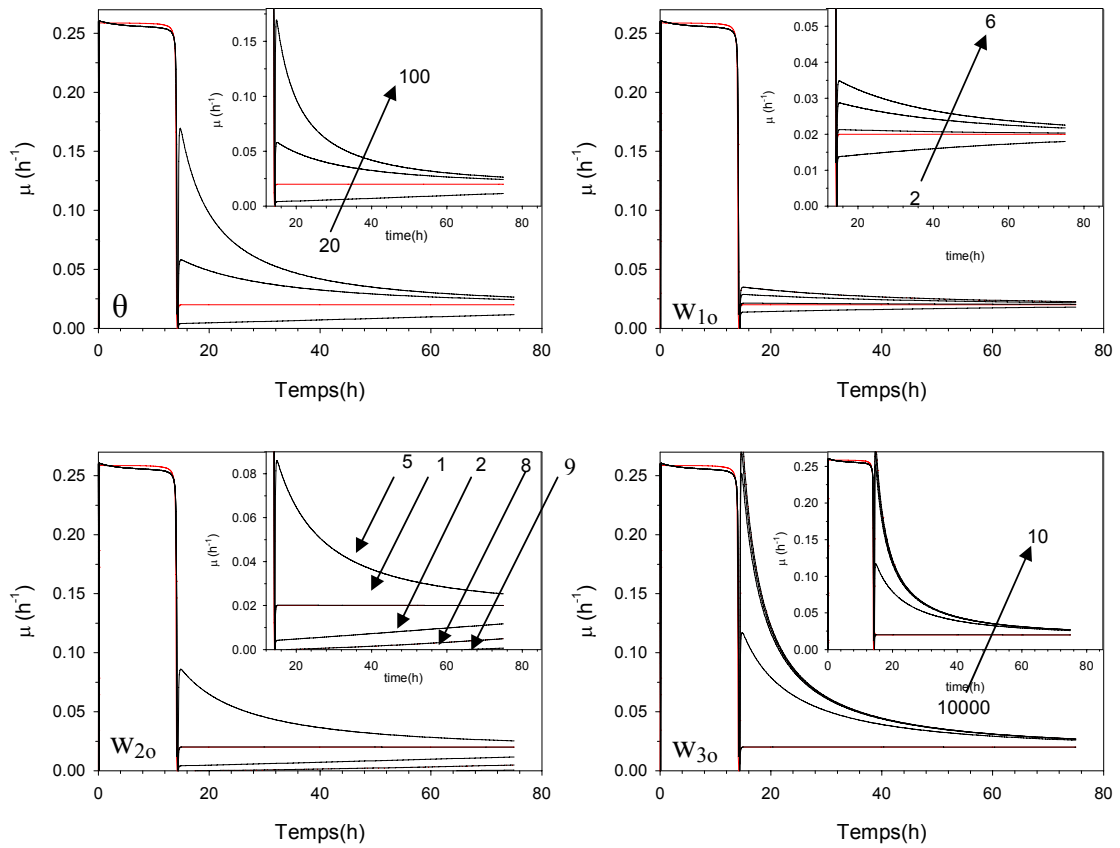 0.25
0.20
0.15
0.10
0.05
0.00
μ (h-1)
0 20 40 60 80
Temps(h)
θ
0.15
0.10
0.05
0.00
μ (h-1)
20 40 60 80
time(h)
100
20
0.25
0.20
0.15
0.10
0.05
0.00
μ (h-1)
0 20 40 60 80
Temps(h)
w1o
0.05
0.04
0.03
0.02
0.01
0.00
μ (h-1)
20 40 60 80
time(h)
6
2
0.25
0.20
0.15
0.10
0.05
0.00
μ (h-1)
0 20 40 60 80
Temps(h)
w2o
0.08
0.06
0.04
0.02
0.00
μ (h-1)
20 40 60 80
time(h)
5 1 2 8 9
0.25
0.20
0.15
0.10
0.05
0.00
μ (h-1)
0 20 40 60 80
Temps(h)
w3o
0.25
0.20
0.15
0.10
0.05
0.00
μ (h-1)
0 20 40 60 80
time(h)
10
10000